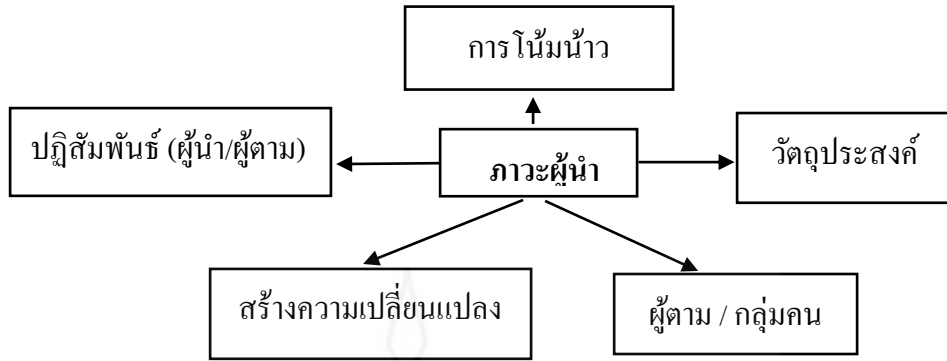 การโน้มน้าว
ปฏิสัมพันธ์ (ผู้นำ/ผู้ตาม)
ภาวะผู้นำ
วัตถุประสงค์
สร้างความเปลี่ยนแปลง
ผู้ตาม / กลุ่มคน